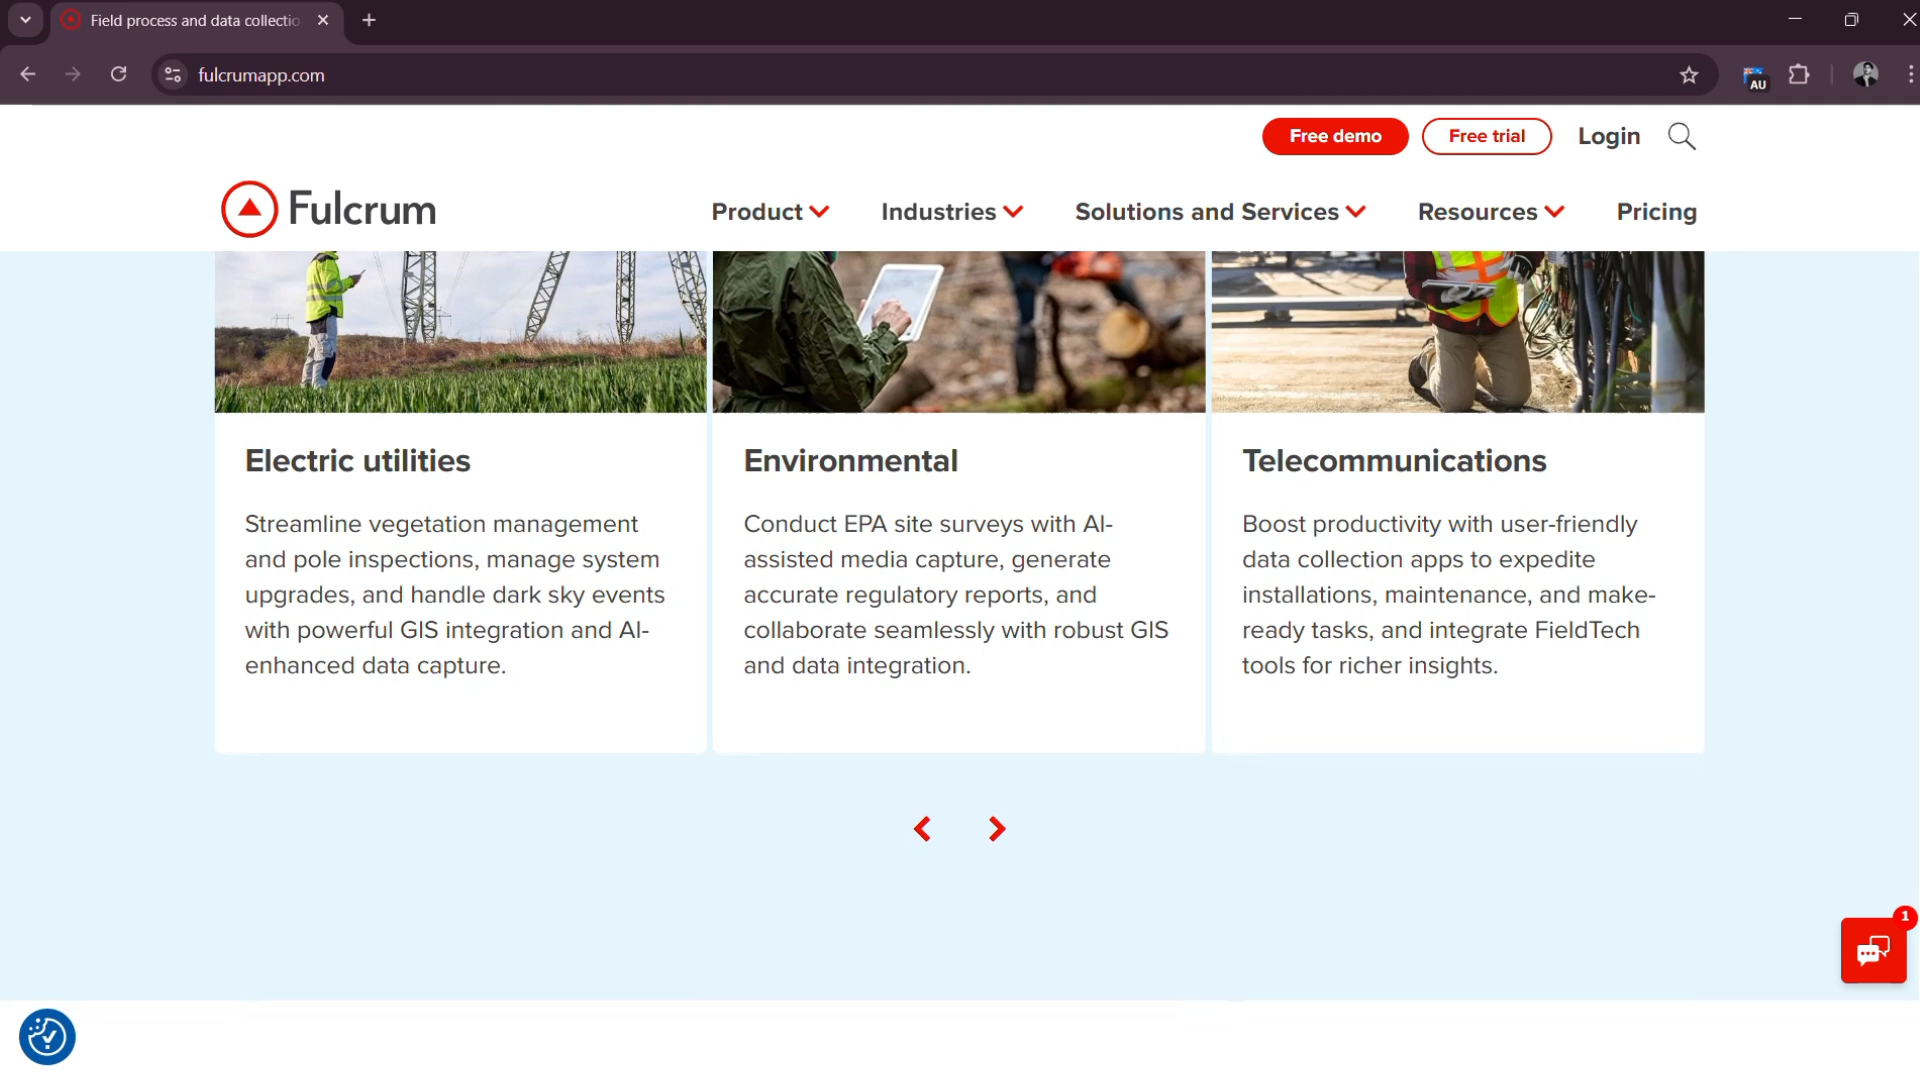 Field process and data collectio
fulcrumapp.com
AU
Free demo
Free trial
Login
Fulcrum
Product
Industries
Solutions and Services
Resources
Pricing
Electric utilities
Streamline vegetation management
and pole inspections, manage system
upgrades, and handle dark sky events
with powerful GIS integration and AI-
enhanced data capture.
Environmental
Conduct EPA site surveys with AI-
assisted media capture, generate
accurate regulatory reports, and
collaborate seamlessly with robust GIS
and data integration.
Telecommunications
Boost productivity with user-friendly
data collection apps to expedite
installations, maintenance, and make-
ready tasks, and integrate FieldTech
tools for richer insights.
1